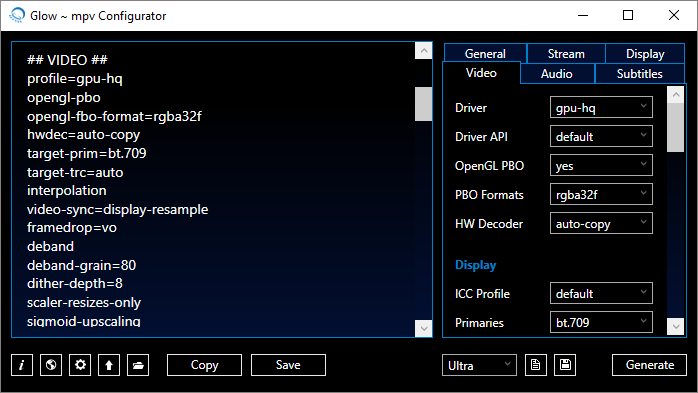 Glow ~ mpv Configurator
## VIDEO ##
profile=gpu-hq
opengl-pbo
opengl-fbo-format=rgba32f
hwdec=auto-copy
target-prim=bt.709
target-trc=auto
interpolation
video-sync=display-resample
framedrop=vo
deband
deband-grain=80
dither-depth=8
scaler-resizes-only
sigmoid-upscaling
General Stream Display
Video Audio Subtitles
Driver gpu-hq
Driver API default
OpenGL PBO yes
PBO Formats rgba32f
HW Decoder auto-copy
Display
ICC Profile default
Primaries bt.709
i Copy Save Ultra Generate